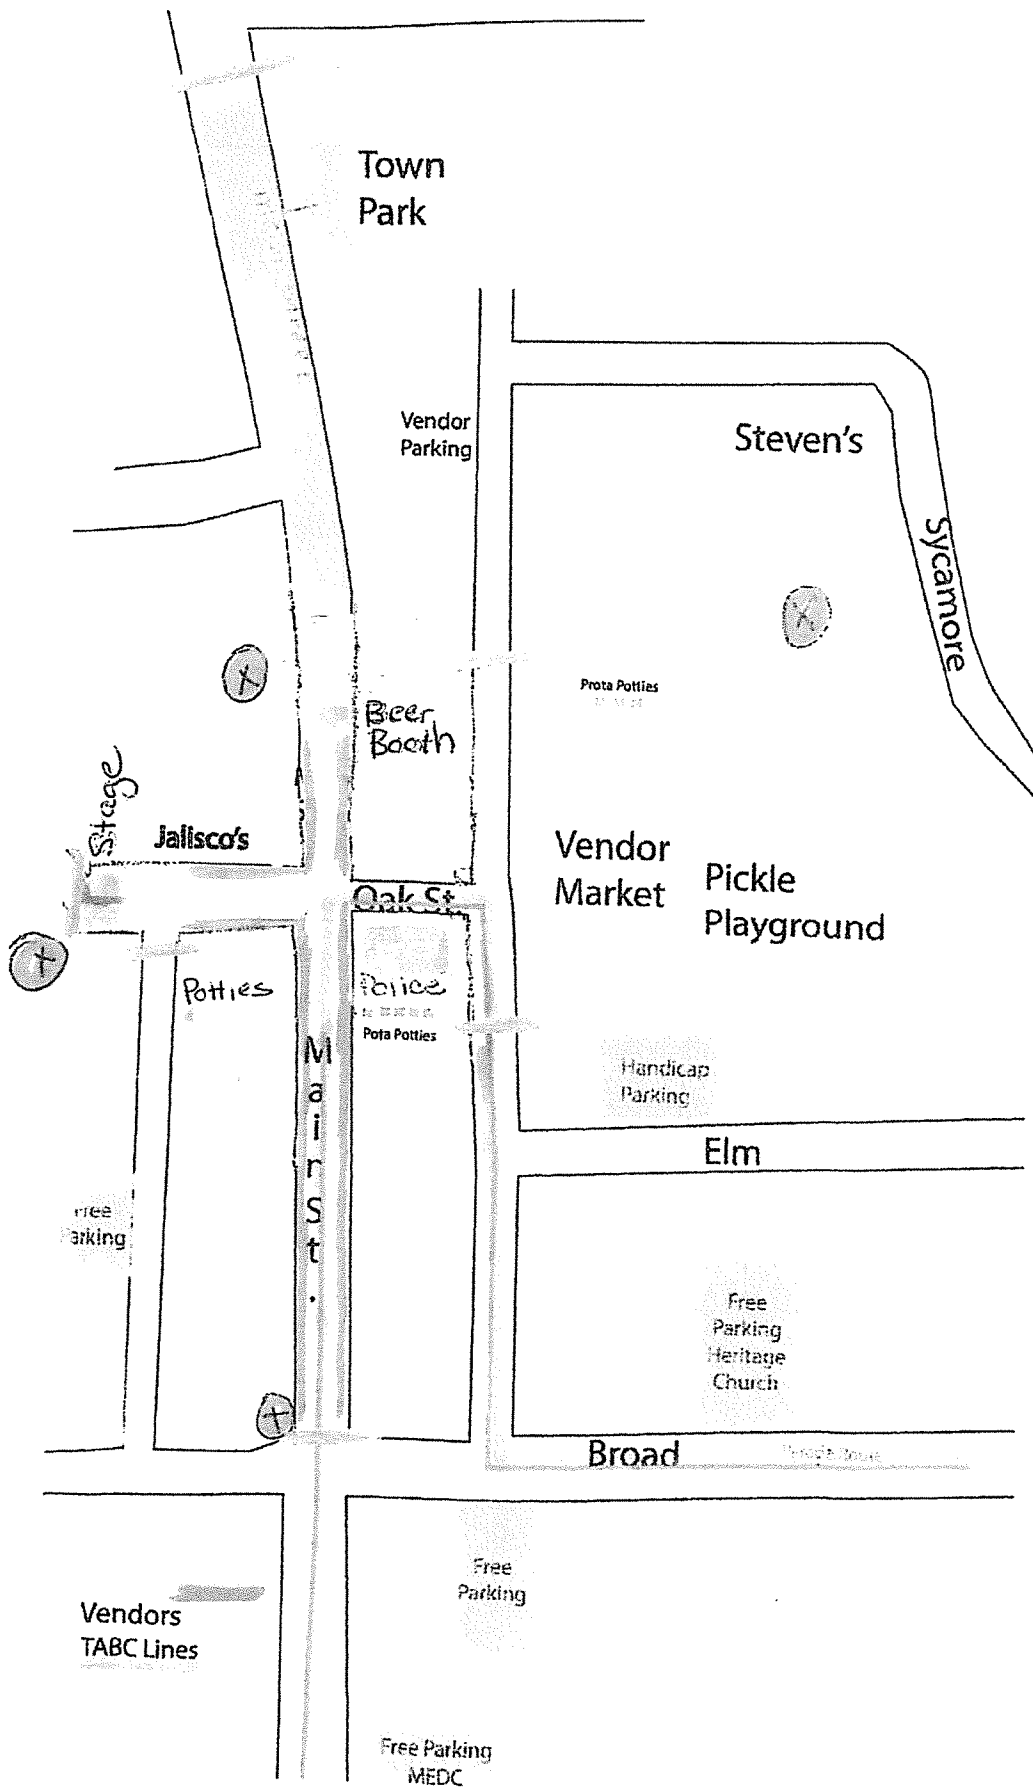 Town
Park
Vendor
Parking
Steven's
Sycamore
X
X
Prota Potties
Beer
Booth
Stage
Jalisco's
Vendor
Market
Pickle
Playground
Oak St.
X
Potties
Police
Pota Potties
Main St.
Handicap
Parking
Elm
Free
Parking
Free
Parking
Heritage
Church
X
Broad
Free
Parking
Vendors
TABC Lines
Free Parking
MEDC